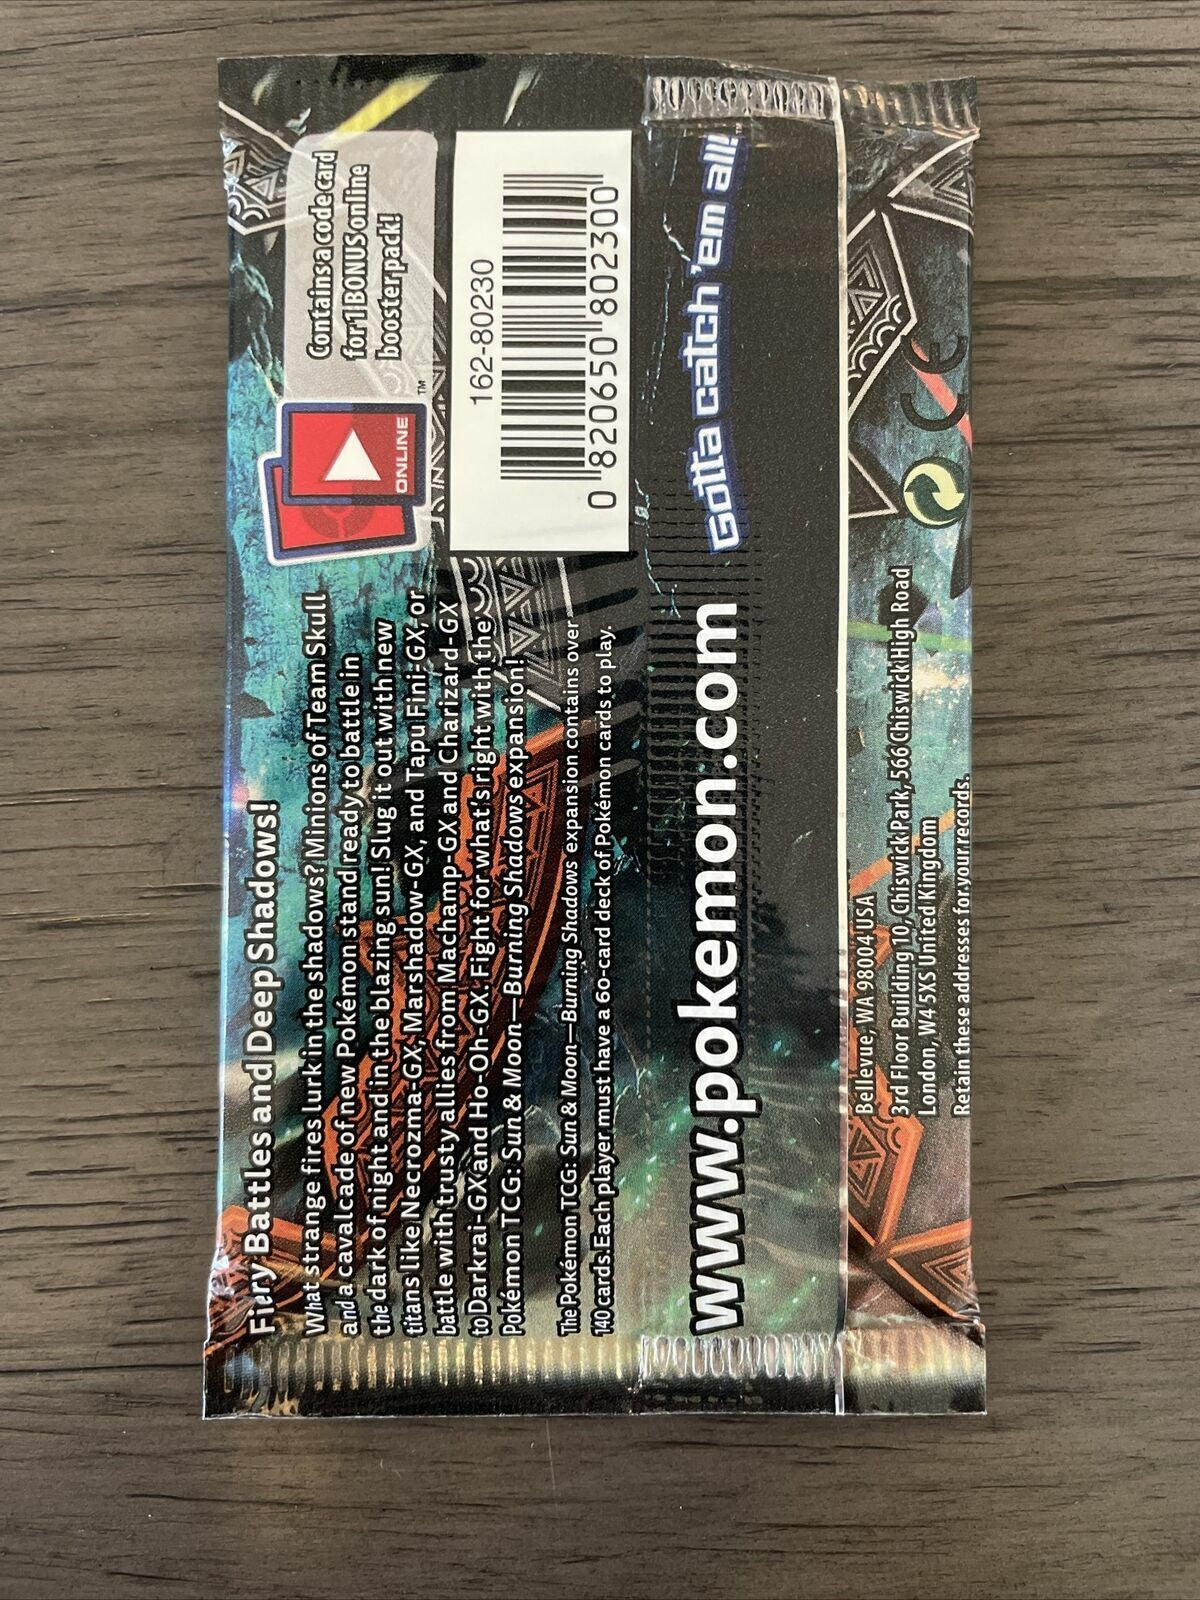 Fiery Battles and Deep Shadows!
What strange fires lurk in the shadows? Minions of Team Skull
and a cavalcade of new Pokémon stand ready to battle in
the dark of night and in the blazing sun! Slug it out with new
titans like Necrozma-GX, Marshadow-GX, and Tapu Fini-GX, or
battle with trusty allies from Machamp-GX and Charizard-GX
to Darkrai-GX and Ho-Oh-GX. Fight for what's right with the
Pokémon TCG: Sun & Moon—Burning Shadows expansion!
The Pokémon TCG: Sun & Moon—Burning Shadows expansion contains over
140 cards. Each player must have a 60-card deck of Pokémon cards to play.
ONLINE
TM
Contains a code card
for 1 BONUS online
booster pack!
162-80230
0 820650 802300
www.pokemon.com
Gotta catch 'em all!
Bellevue, WA 98004 USA
3rd Floor Building 10, Chiswick Park, 566 Chiswick High Road
London, W4 5XS United Kingdom
Retain these addresses for your records.
CE